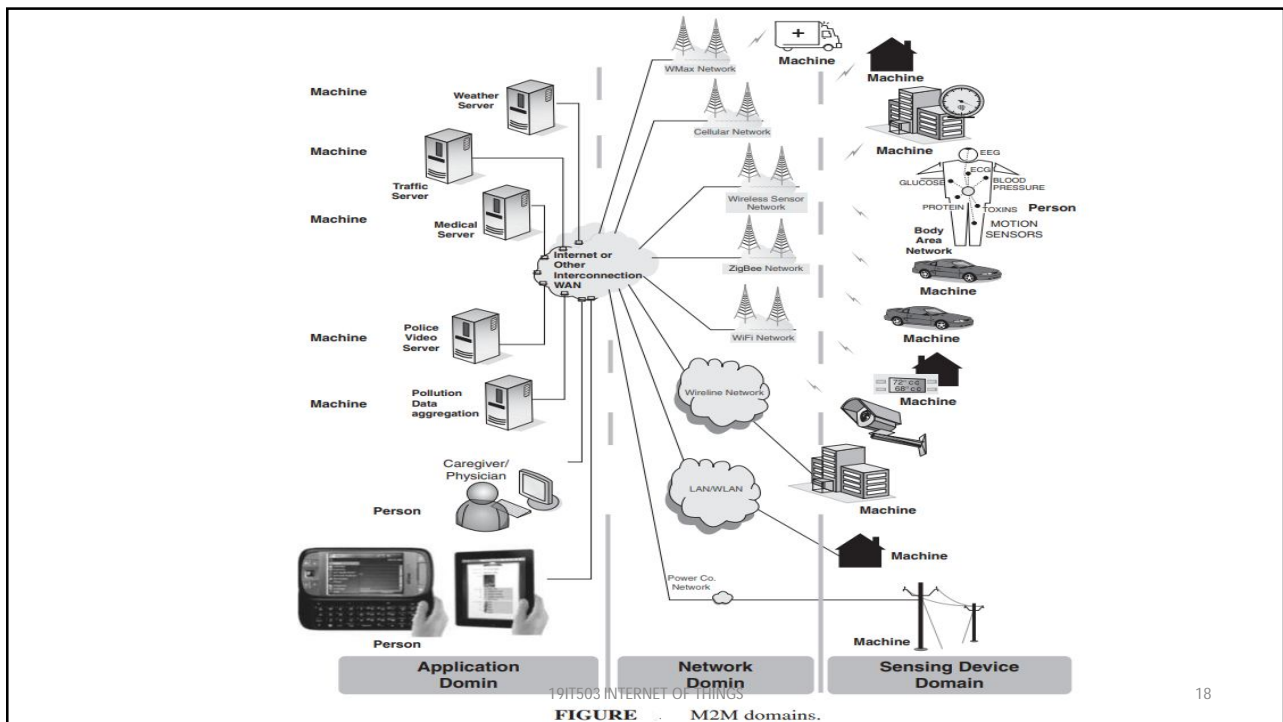 Machine
Weather
Server
Machine
Traffic
Server
Machine
Medical
Server
Machine
Police
Video
Server
Machine
Pollution
Data
aggregation
Caregiver/
Physician
Person
Person
Internet or
Other
Interconnection
WAN
WMax Network
Cellular Network
Wireless Sensor
Network
ZigBee Network
WiFi Network
Wireline Network
LAN/WLAN
Power Co.
Network
Machine
Machine
Machine
EEG
ECG
GLUCOSE
BLOOD
PRESSURE
PROTEIN
TOXINS
Person
MOTION
SENSORS
Body
Area
Network
Machine
Machine
72°
68°
Machine
Machine
Machine
Machine
Application
Domin
Network
Domin
Sensing Device
Domain
19IT503 INTERNET OF THINGS
18
FIGURE . M2M domains.